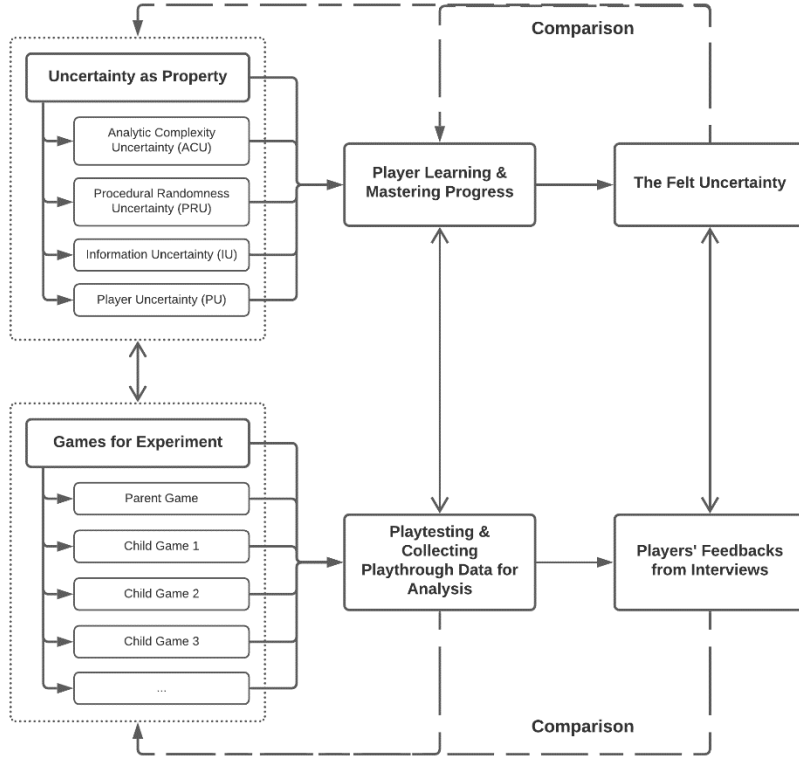 Comparison
Uncertainty as Property
Analytic Complexity
Uncertainty (ACU)
Procedural Randomness
Uncertainty (PRU)
Information Uncertainty (IU)
Player Uncertainty (PU)
Player Learning &
Mastering Progress
The Felt Uncertainty
Games for Experiment
Parent Game
Child Game 1
Child Game 2
Child Game 3
...
Playtesting &
Collecting
Playthrough Data for
Analysis
Players' Feedbacks
from Interviews
Comparison